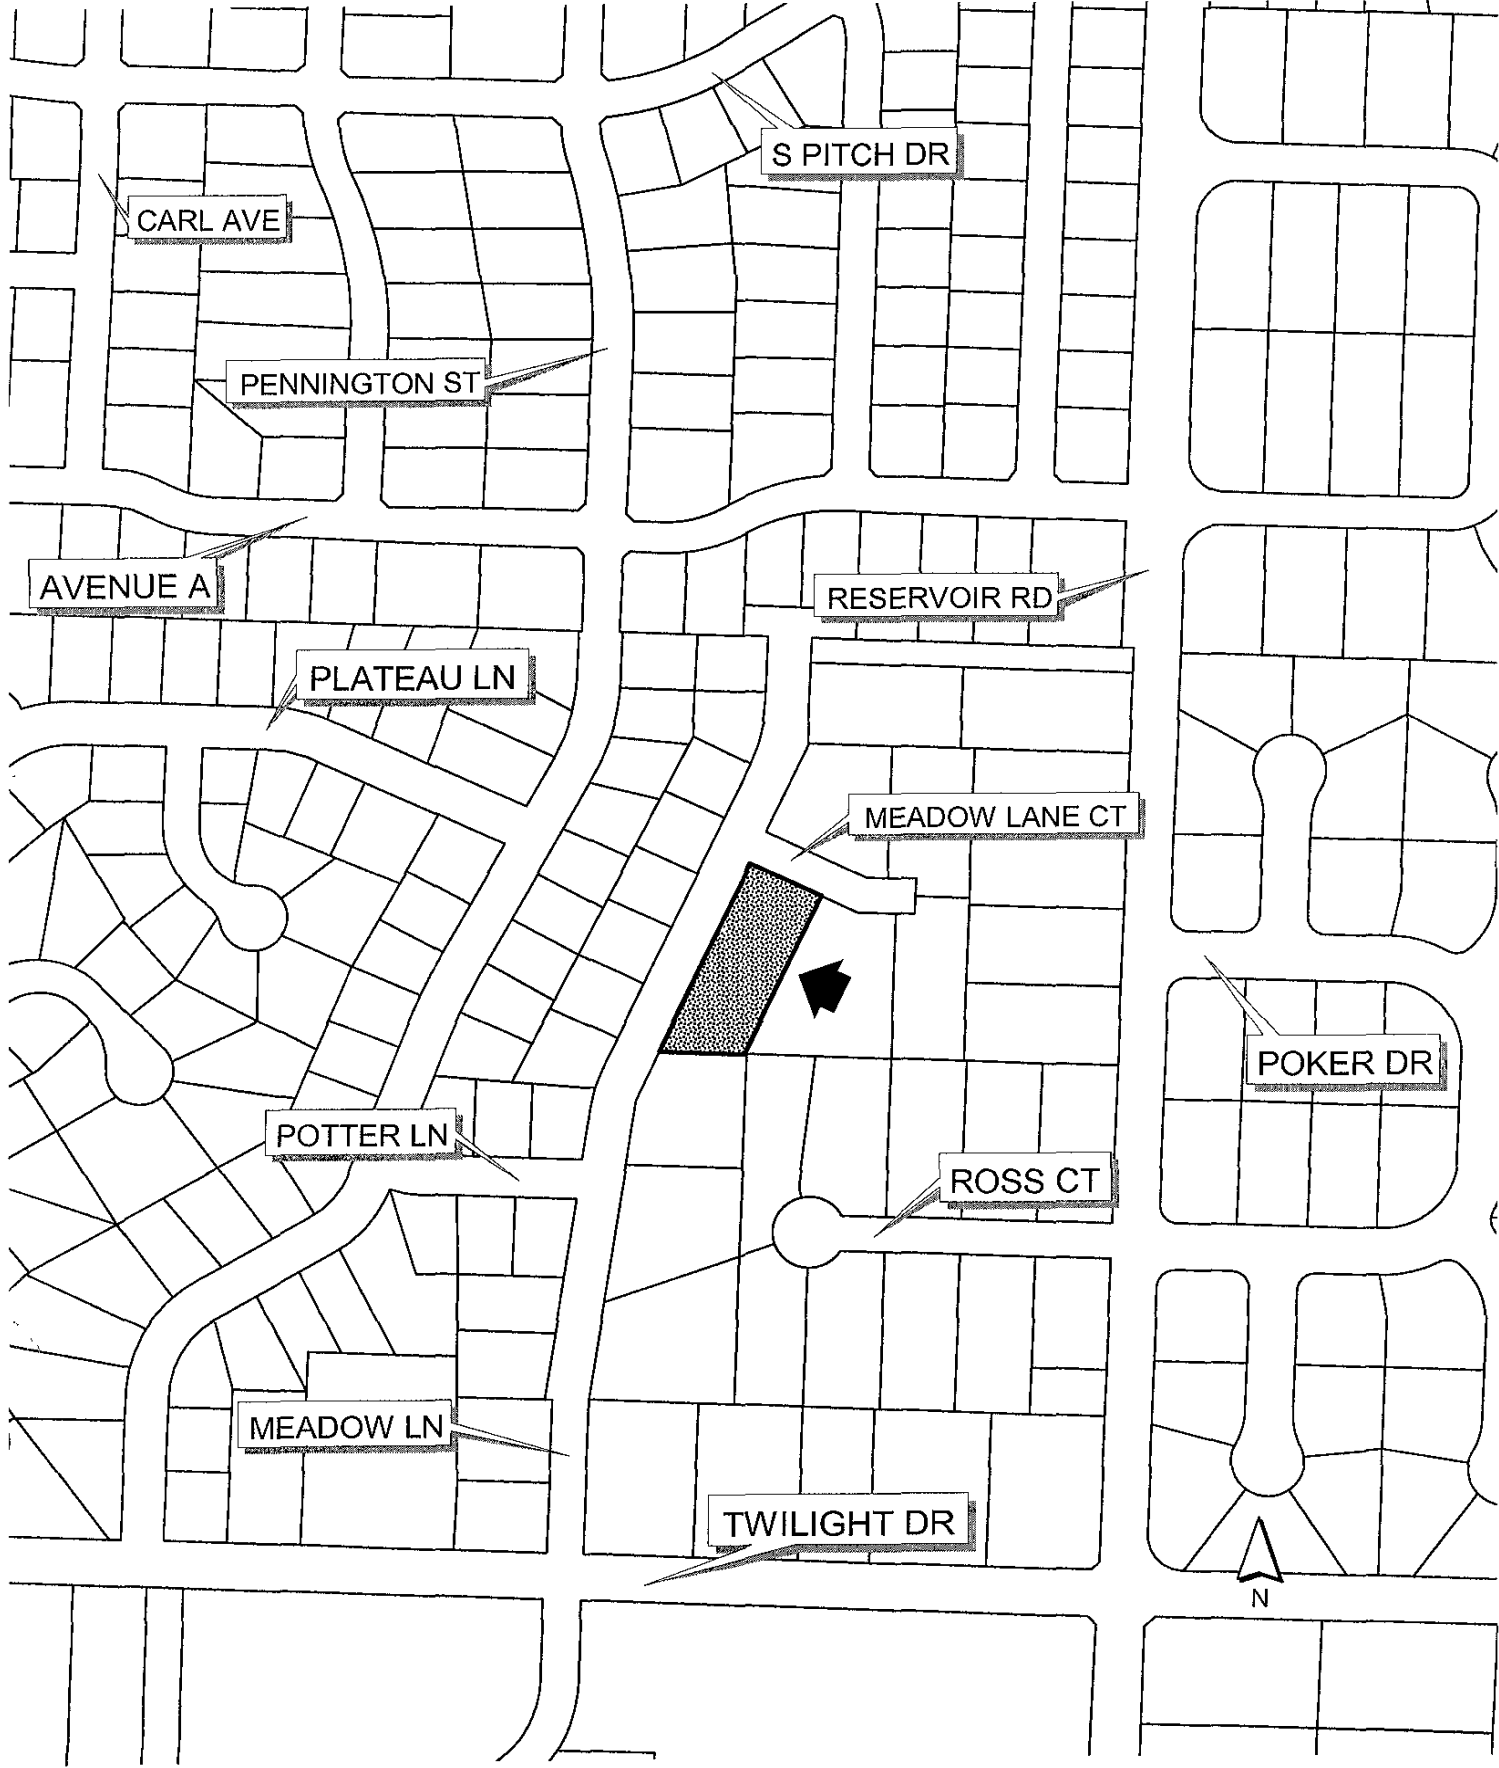 S PITCH DR
CARL AVE
PENNINGTON ST
AVENUE A
RESERVOIR RD
PLATEAU LN
MEADOW LANE CT
POKER DR
POTTER LN
ROSS CT
MEADOW LN
TWILIGHT DR
N